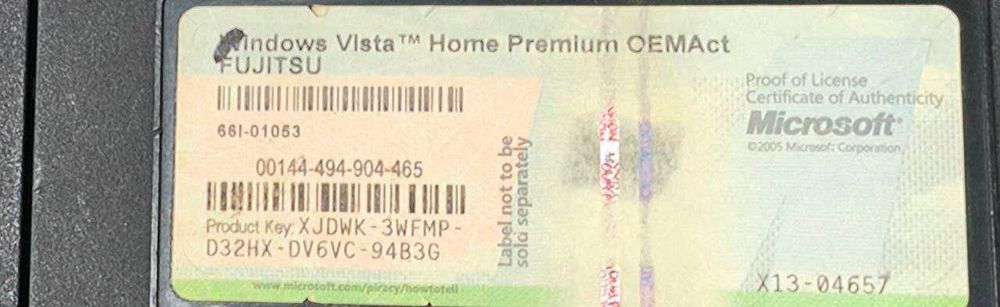 Windows Vista™ Home Premium OEMAct
FUJITSU
66I-01053
00144-494-904-465
Product Key: XJDWK-3WFMP-
D32HX-DV6VC-94B3G
www.microsoft.com/piracy/howtotell
Label not to be
sold separately
Proof of License
Certificate of Authenticity
Microsoft®
©2005 Microsoft Corporation
X13-04657